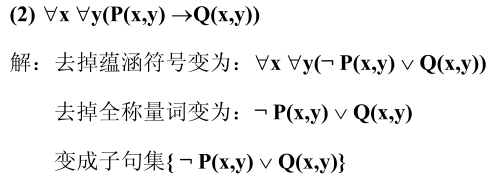 (2) ∀x ∀y(P(x,y) →Q(x,y))
解：去掉蕴涵符号变为：∀x ∀y(¬ P(x,y) ∨ Q(x,y))
去掉全称量词变为：¬ P(x,y) ∨ Q(x,y)
变成子句集{ ¬ P(x,y) ∨ Q(x,y)}